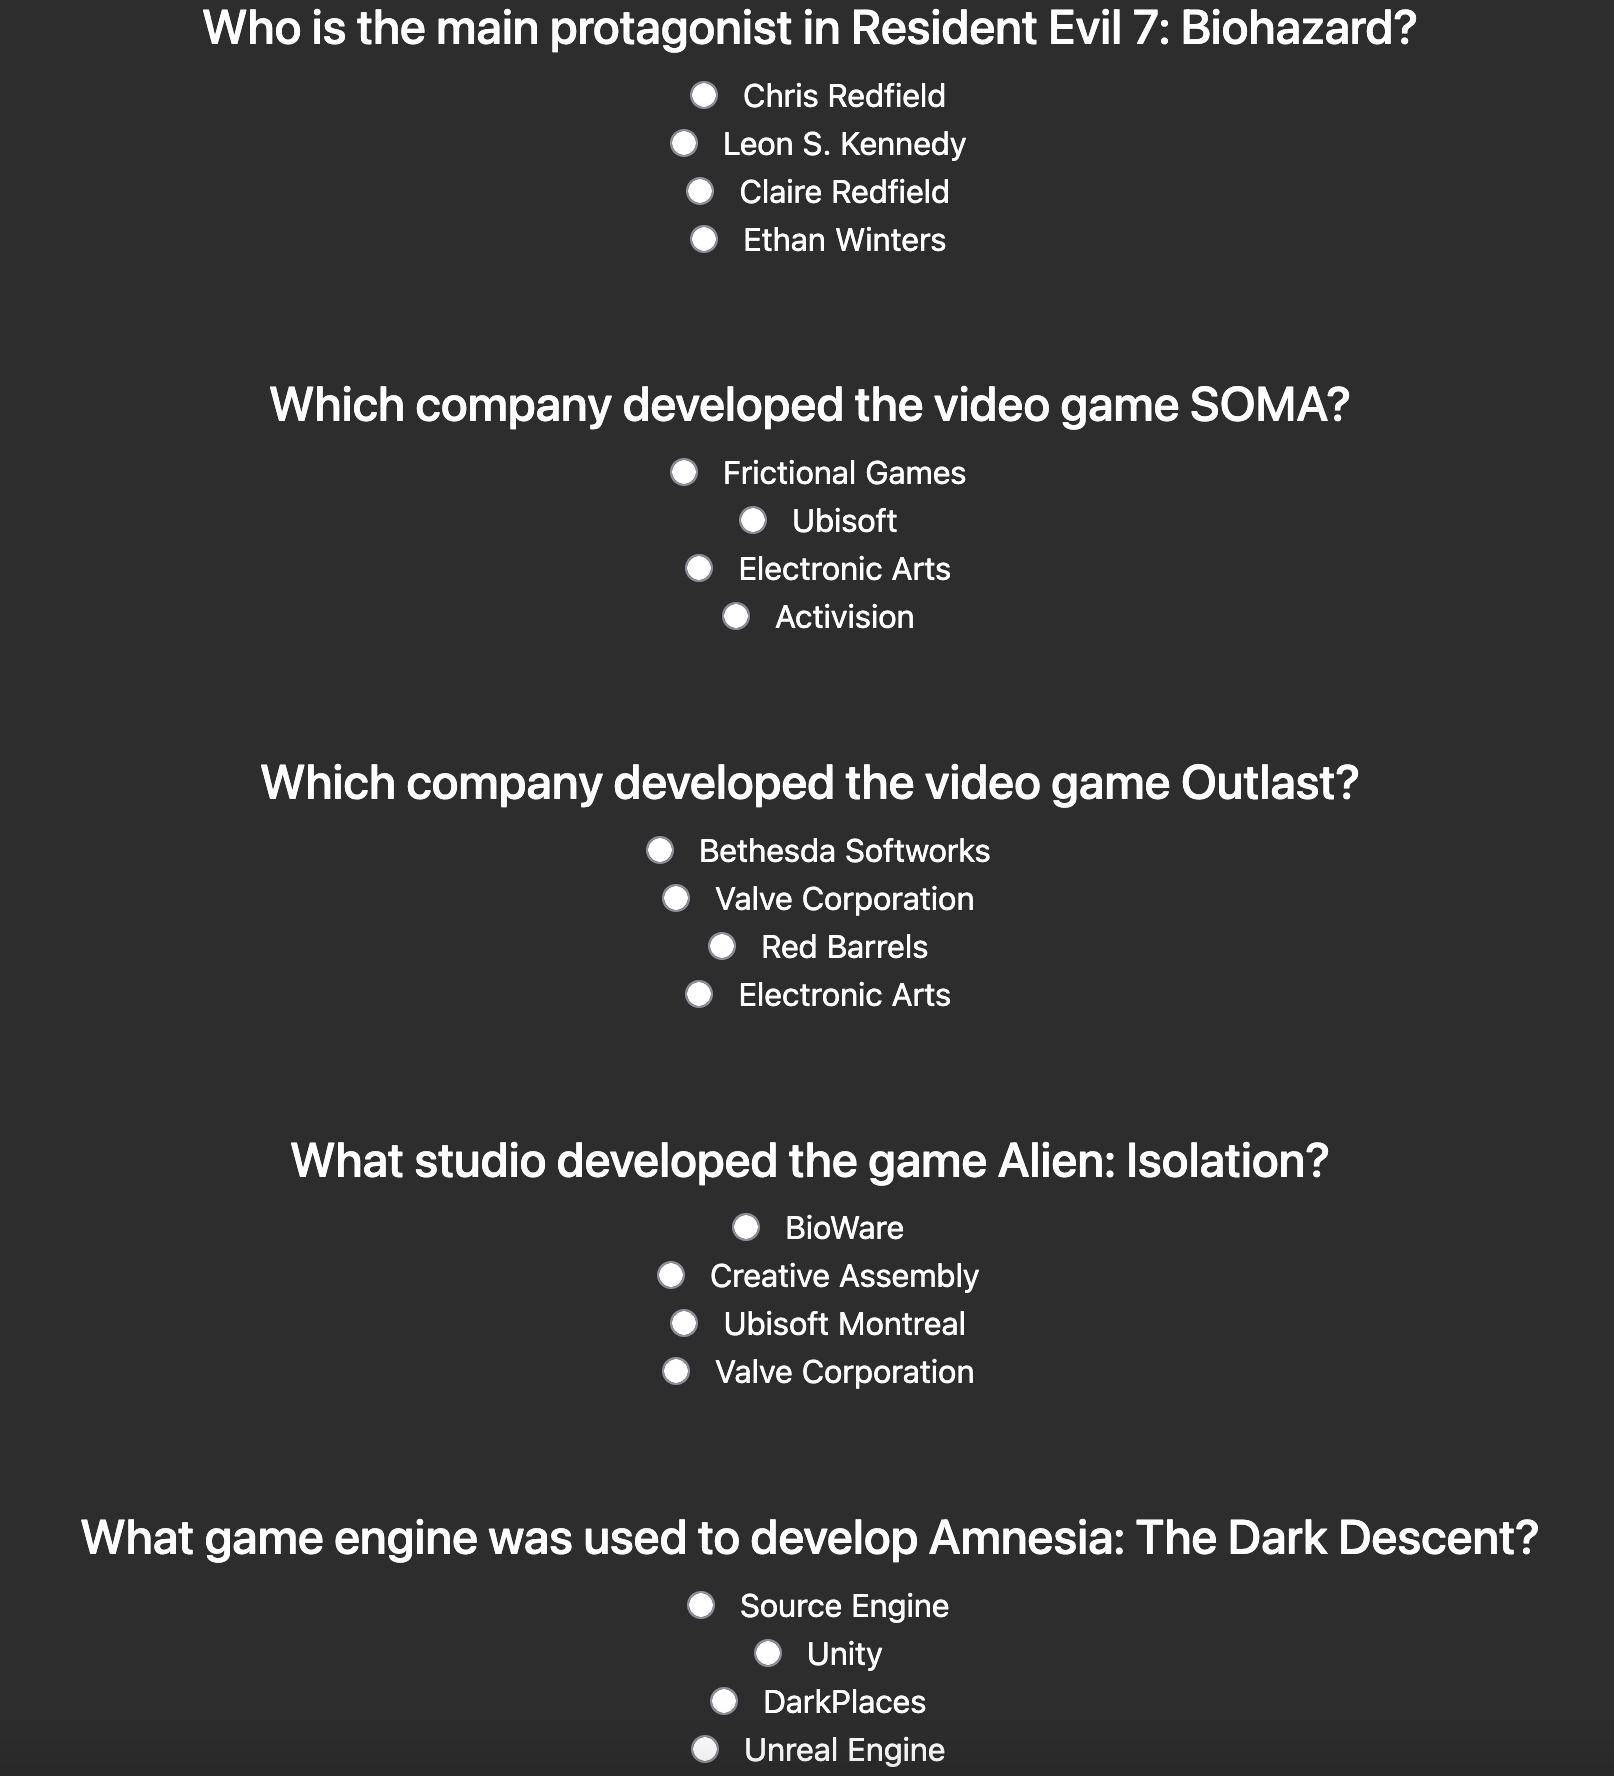 Who is the main protagonist in Resident Evil 7: Biohazard?
Chris Redfield
Leon S. Kennedy
Claire Redfield
Ethan Winters
Which company developed the video game SOMA?
Frictional Games
Ubisoft
Electronic Arts
Activision
Which company developed the video game Outlast?
Bethesda Softworks
Valve Corporation
Red Barrels
Electronic Arts
What studio developed the game Alien: Isolation?
BioWare
Creative Assembly
Ubisoft Montreal
Valve Corporation
What game engine was used to develop Amnesia: The Dark Descent?
Source Engine
Unity
DarkPlaces
Unreal Engine